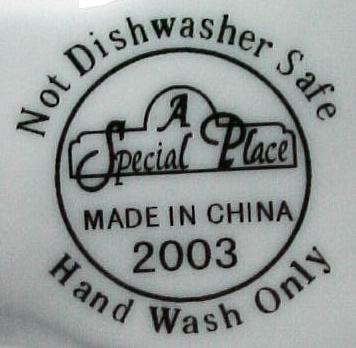 Not Dishwasher Safe
A
Special Place
MADE IN CHINA
2003
Hand Wash Only